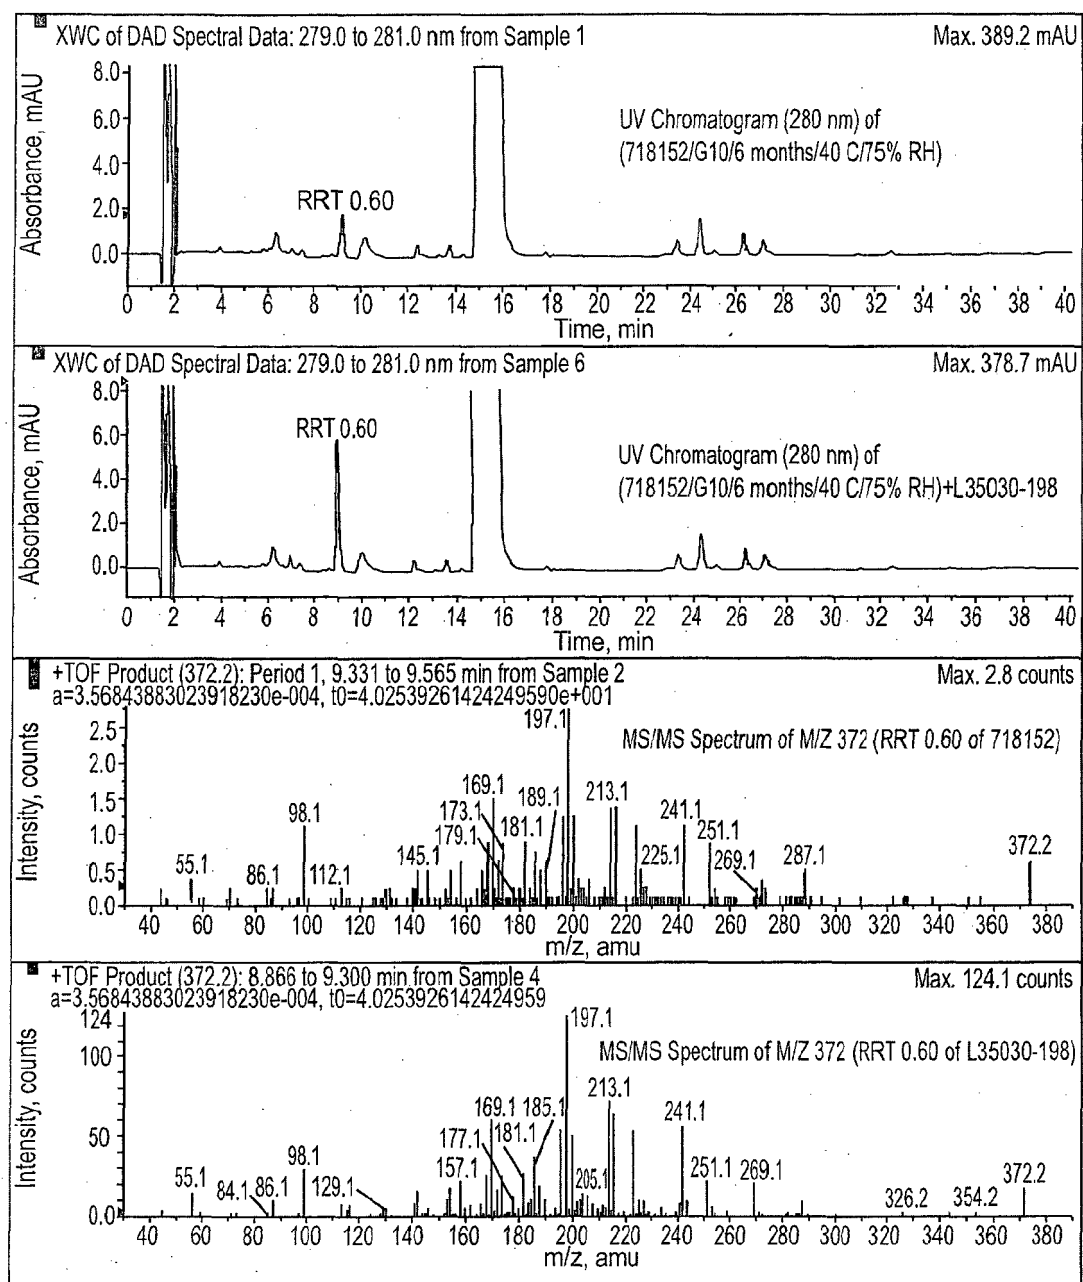 XWC of DAD Spectral Data: 279.0 to 281.0 nm from Sample 1
Max. 389.2 mAU
Absorbance, mAU
8.0
6.0
4.0
2.0
0.0
UV Chromatogram (280 nm) of
(718152/G10/6 months/40 C/75% RH)
RRT 0.60
0 2 4 6 8 10 12 14 16 18 20 22 24 26 28 30 32 34 36 38 40
Time, min
XWC of DAD Spectral Data: 279.0 to 281.0 nm from Sample 6
Max. 378.7 mAU
Absorbance, mAU
8.0
6.0
4.0
2.0
0.0
RRT 0.60
UV Chromatogram (280 nm) of
(718152/G10/6 months/40 C/75% RH)+L35030-198
0 2 4 6 8 10 12 14 16 18 20 22 24 26 28 30 32 34 36 38 40
Time, min
+TOF Product (372.2): Period 1, 9.331 to 9.565 min from Sample 2
Max. 2.8 counts
a=3.56843883023918230e-004, t0=4.02539261424249590e+001
Intensity, counts
2.5
2.0
1.5
1.0
0.5
0.0
MS/MS Spectrum of M/Z 372 (RRT 0.60 of 718152)
55.1
86.1
98.1
112.1
145.1
169.1
173.1
179.1
181.1
189.1
197.1
213.1
225.1
241.1
251.1
269.1
287.1
372.2
40 60 80 100 120 140 160 180 200 220 240 260 280 300 320 340 360 380
m/z, amu
+TOF Product (372.2): 8.866 to 9.300 min from Sample 4
Max. 124.1 counts
a=3.56843883023918230e-004, t0=4.0253926142424959
Intensity, counts
124
100
50
0.0
MS/MS Spectrum of M/Z 372 (RRT 0.60 of L35030-198)
55.1
84.1
86.1
98.1
129.1
157.1
169.1
177.1
181.1
185.1
197.1
205.1
213.1
241.1
251.1
269.1
326.2
354.2
372.2
40 60 80 100 120 140 160 180 200 220 240 260 280 300 320 340 360 380
m/z, amu